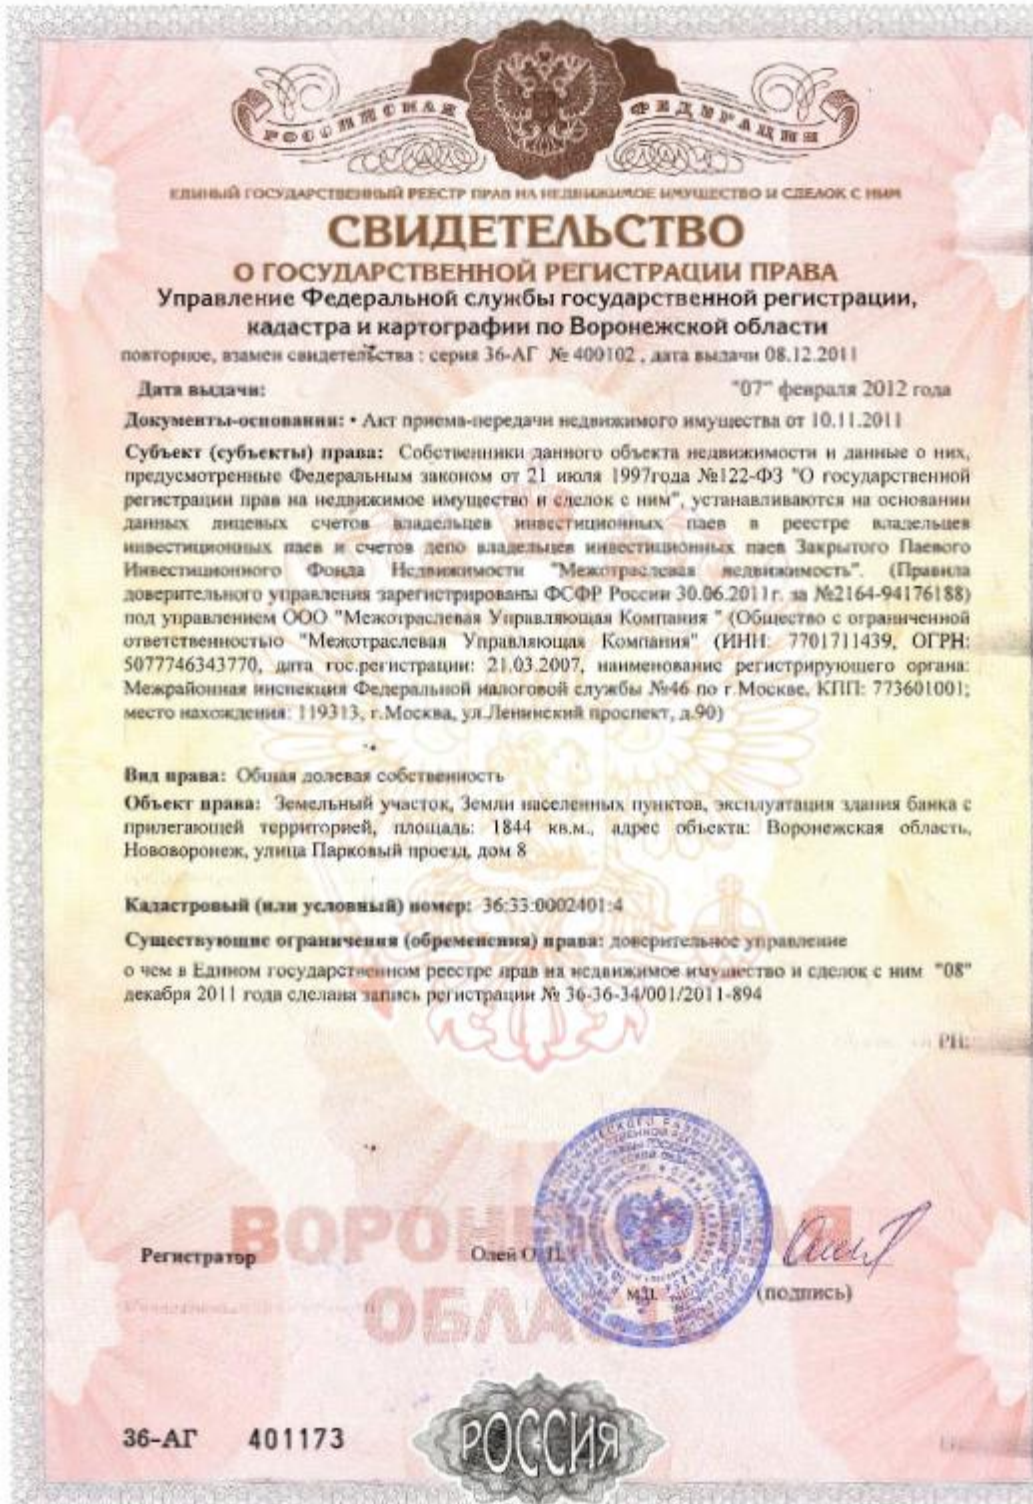 РОССИЙСКАЯ ФЕДЕРАЦИЯ
ЕДИНЫЙ ГОСУДАРСТВЕННЫЙ РЕЕСТР ПРАВ НА НЕДВИЖИМОЕ ИМУЩЕСТВО И СДЕЛОК С НИМ
СВИДЕТЕЛЬСТВО
О ГОСУДАРСТВЕННОЙ РЕГИСТРАЦИИ ПРАВА
Управление Федеральной службы государственной регистрации,
кадастра и картографии по Воронежской области
повторное, взамен свидетельства : серия 36-АГ № 400102 , дата выдачи 08.12.2011
Дата выдачи: "07" февраля 2012 года
Документы-основания: • Акт приема-передачи недвижимого имущества от 10.11.2011
Субъект (субъекты) права: Собственники данного объекта недвижимости и данные о них,
предусмотренные Федеральным законом от 21 июля 1997года №122-ФЗ "О государственной
регистрации прав на недвижимое имущество и сделок с ним", устанавливаются на основании
данных лицевых счетов владельцев инвестиционных паев в реестре владельцев
инвестиционных паев и счетов депо владельцев инвестиционных паев Закрытого Паевого
Инвестиционного Фонда Недвижимости "Межотраслевая недвижимость". (Правила
доверительного управления зарегистрированы ФСФР России 30.06.2011г. за №2164-94176188)
под управлением ООО "Межотраслевая Управляющая Компания " (Общество с ограниченной
ответственностью "Межотраслевая Управляющая Компания" (ИНН: 7701711439, ОГРН:
5077746343770, дата гос.регистрации: 21.03.2007, наименование регистрирующего органа:
Межрайонная инспекция Федеральной налоговой службы №46 по г.Москве, КПП: 773601001;
место нахождения: 119313, г.Москва, ул.Ленинский проспект, д.90)
Вид права: Общая долевая собственность
Объект права: Земельный участок, Земли населенных пунктов, эксплуатация здания банка с
прилегающей территорией, площадь: 1844 кв.м., адрес объекта: Воронежская область,
Нововоронеж, улица Парковый проезд, дом 8
Кадастровый (или условный) номер: 36:33:0002401:4
Существующие ограничения (обременения) права: доверительное управление
о чем в Едином государственном реестре прав на недвижимое имущество и сделок с ним "08"
декабря 2011 года сделана запись регистрации № 36-36-34/001/2011-894
РН:
ВОРОНЕЖСКАЯ
ОБЛАСТЬ
Регистратор Олей О. П.
М.П. (подпись)
36-АГ 401173
РОССИЯ